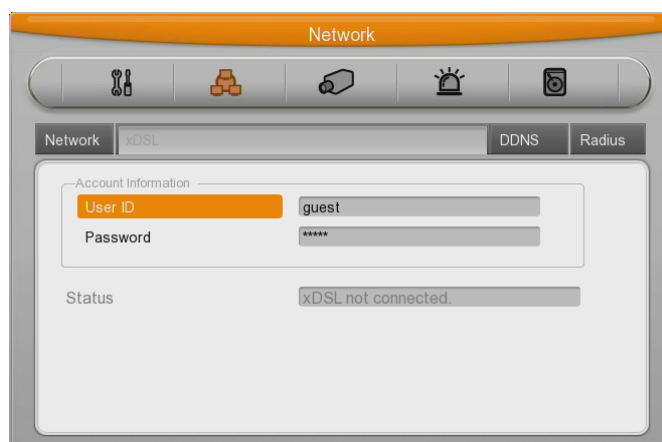 Network
Network xDSL DDNS Radius
Account Information
User ID guest
Password *****
Status xDSL not connected.